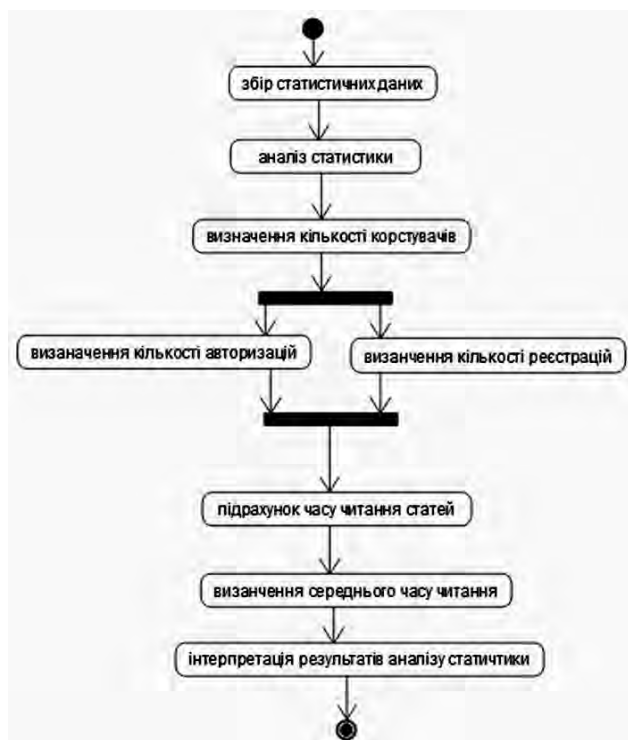 збір статистичних даних
аналіз статистики
визначення кількості корстувачів
визаначення кількості авторизацій
визанчення кількості реєстрацій
підрахунок часу читання статей
визанчення середнього часу читання
інтерпретація результатів аналізу статичтики